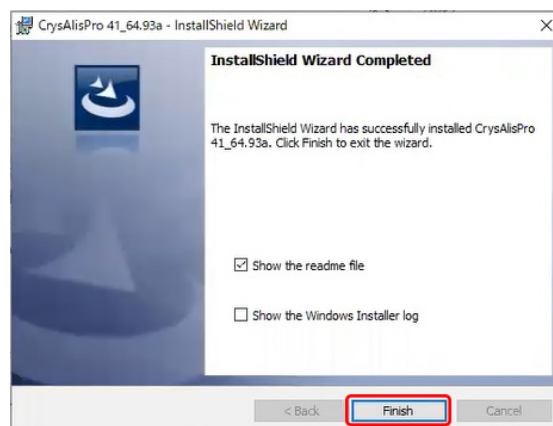 CrysAlisPro 41_64.93a - InstallShield Wizard
InstallShield Wizard Completed
The InstallShield Wizard has successfully installed CrysAlisPro
41_64.93a. Click Finish to exit the wizard.
Show the readme file
Show the Windows Installer log
< Back
Finish
Cancel